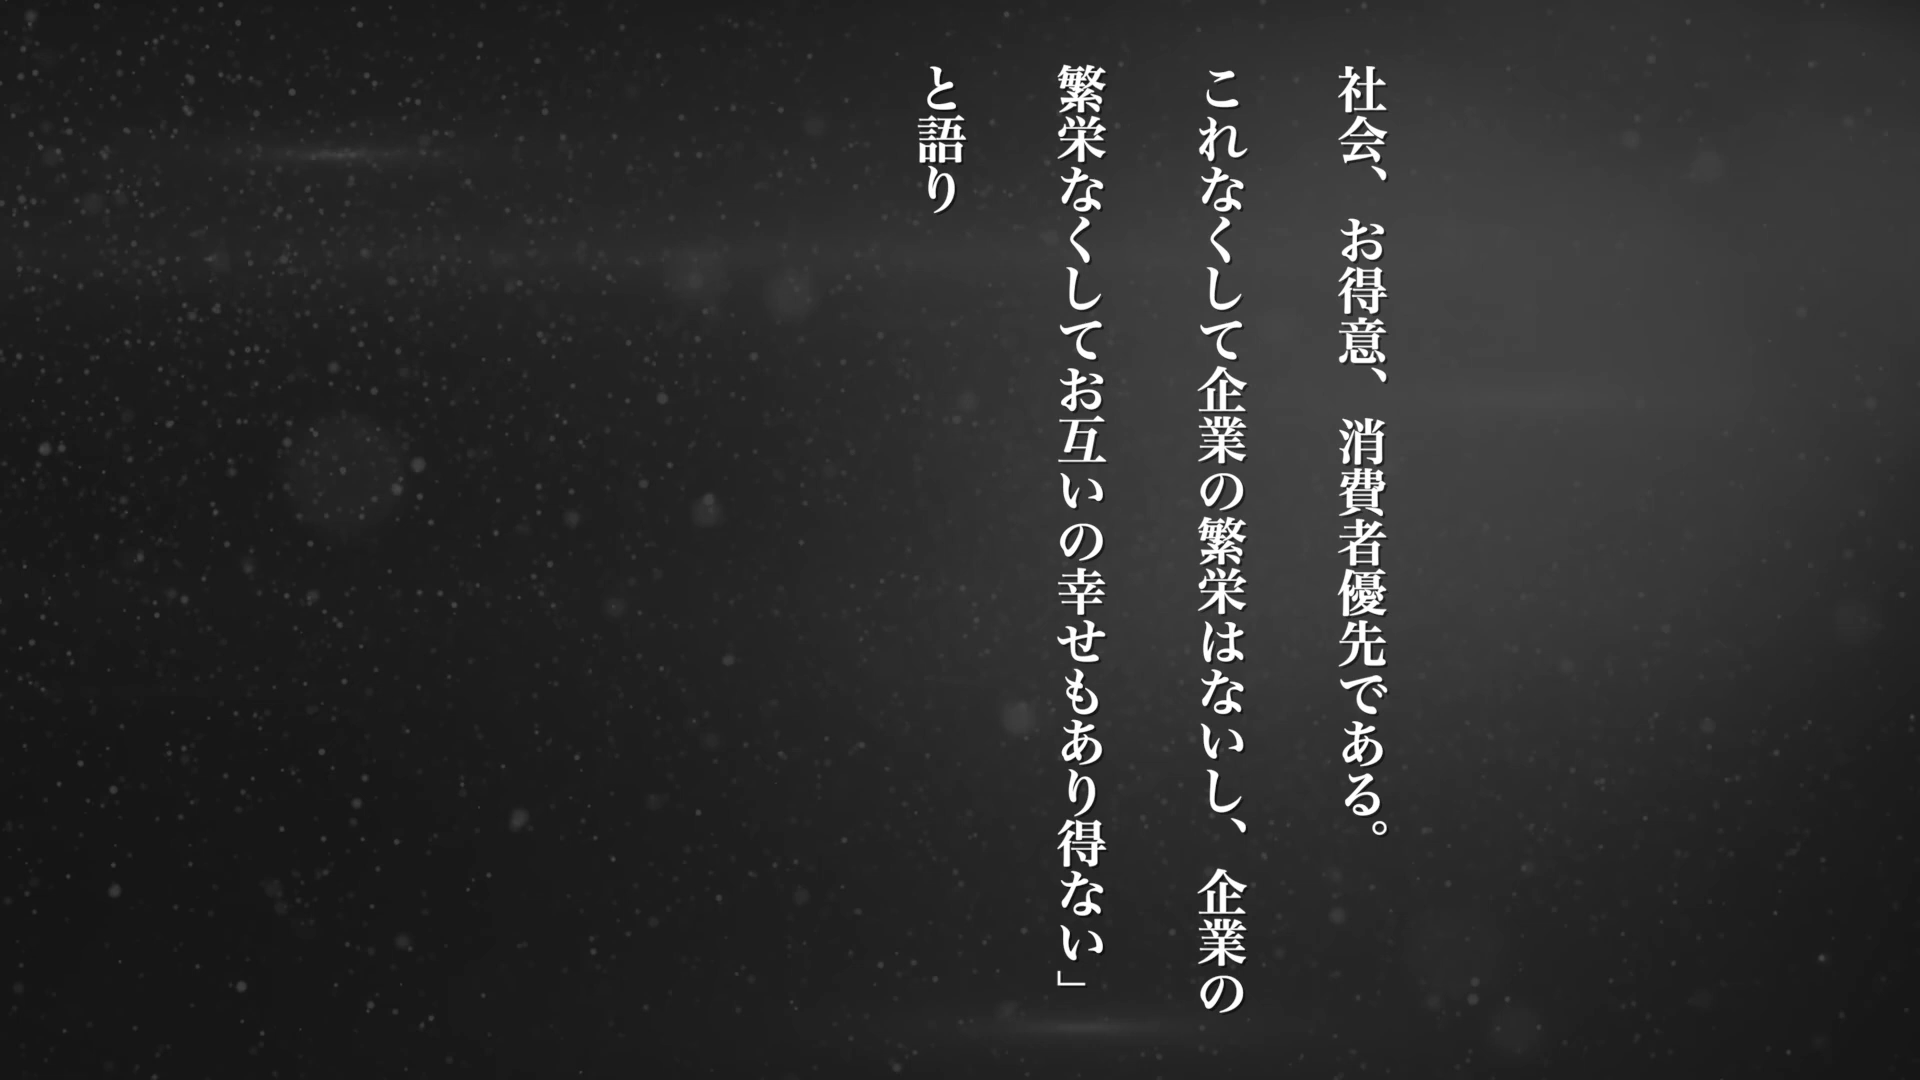 社会、お得意、消費者優先である。
これなくして企業の繁栄はないし、企業の
繁栄なくしてお互いの幸せもあり得ない」
と語り